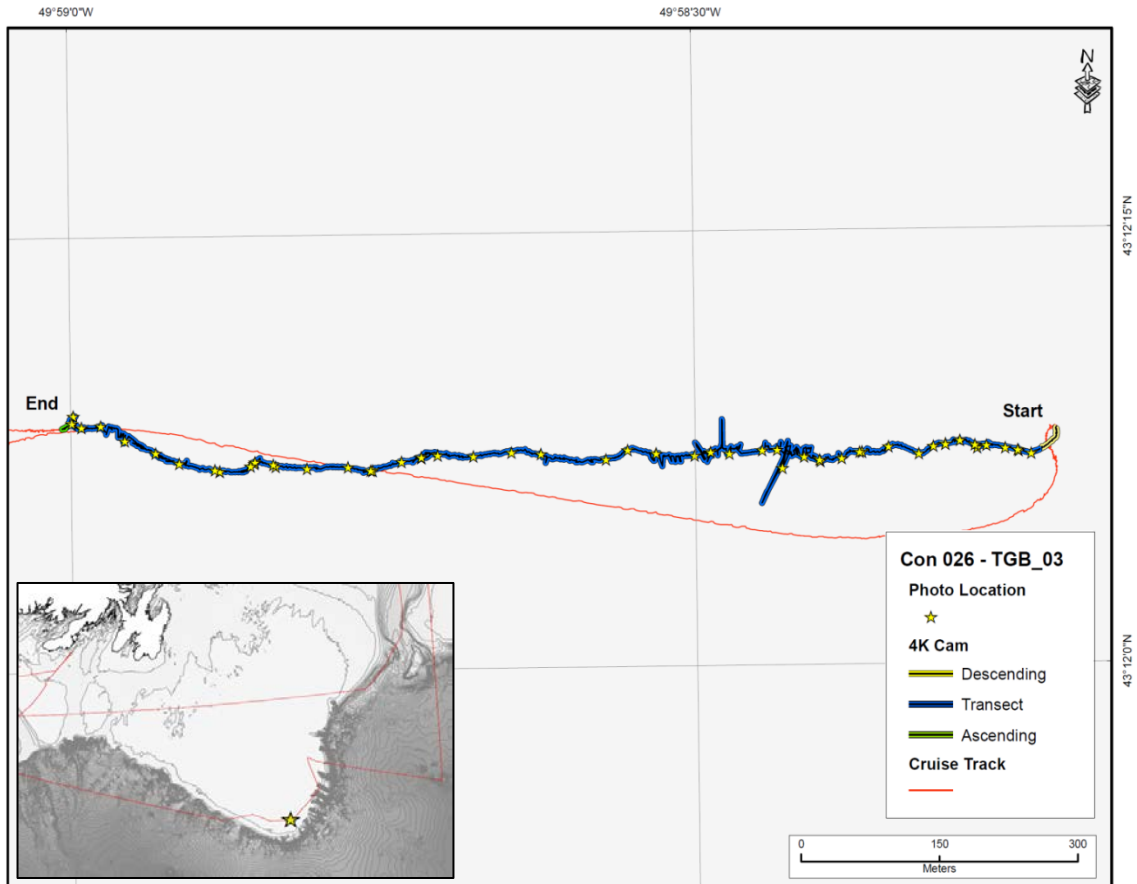 49°59'0"W 49°58'30"W
N
43°12'15"N
End
Start
Con 026 - TGB_03
Photo Location
4K Cam
Descending
Transect
Ascending
Cruise Track
43°12'0"N
0 150 300
Meters